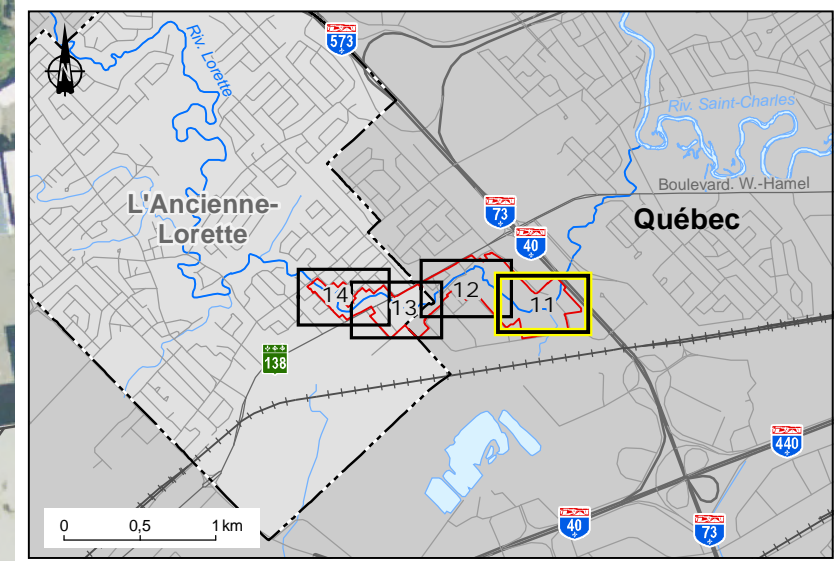 573
Riv. Lorette
Riv. Saint-Charles
Boulevard. W.-Hamel
L'Ancienne-
Lorette
73
Québec
40
14
13
12
11
138
440
40
73
0 0,5 1 km